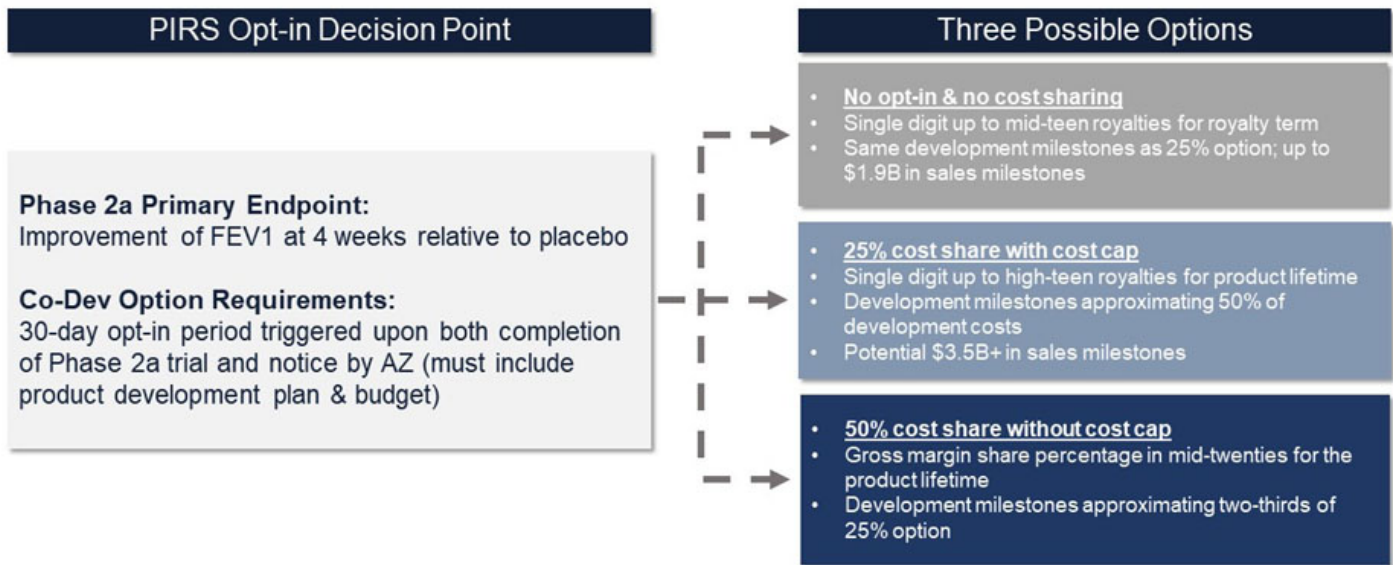 PIRS Opt-in Decision Point
Phase 2a Primary Endpoint:
Improvement of FEV1 at 4 weeks relative to placebo
Co-Dev Option Requirements:
30-day opt-in period triggered upon both completion
of Phase 2a trial and notice by AZ (must include
product development plan & budget)
Three Possible Options
• No opt-in & no cost sharing
• Single digit up to mid-teen royalties for royalty term
• Same development milestones as 25% option; up to
$1.9B in sales milestones
• 25% cost share with cost cap
• Single digit up to high-teen royalties for product lifetime
• Development milestones approximating 50% of
development costs
• Potential $3.5B+ in sales milestones
• 50% cost share without cost cap
• Gross margin share percentage in mid-twenties for the
product lifetime
• Development milestones approximating two-thirds of
25% option